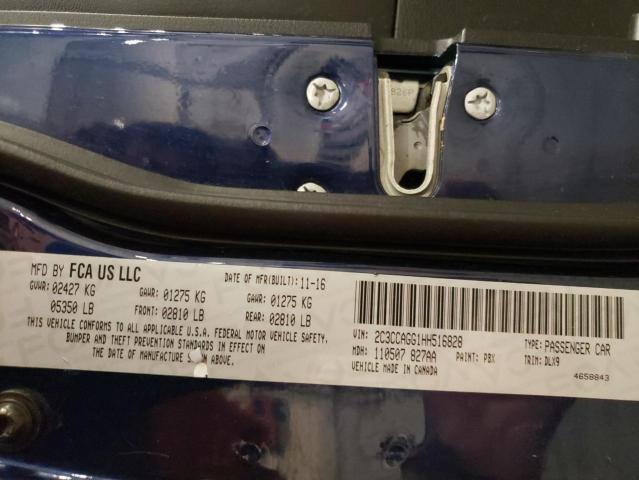 826P
MFD BY FCA US LLC
DATE OF MFR(BUILT): 11-16
GVWR: 02427 KG GAWR: 01275 KG GAWR: 01275 KG
05350 LB FRONT: 02810 LB REAR: 02810 LB
THIS VEHICLE CONFORMS TO ALL APPLICABLE U.S.A. FEDERAL MOTOR VEHICLE SAFETY,
BUMPER AND THEFT PREVENTION STANDARDS IN EFFECT ON
THE DATE OF MANUFACTURE SHOWN ABOVE.
VIN: 2C3CCAGG1HH516828 TYPE: PASSENGER CAR
MDH: 110507 827AA PAINT: PBX TRIM: DLX9
VEHICLE MADE IN CANADA 4658843